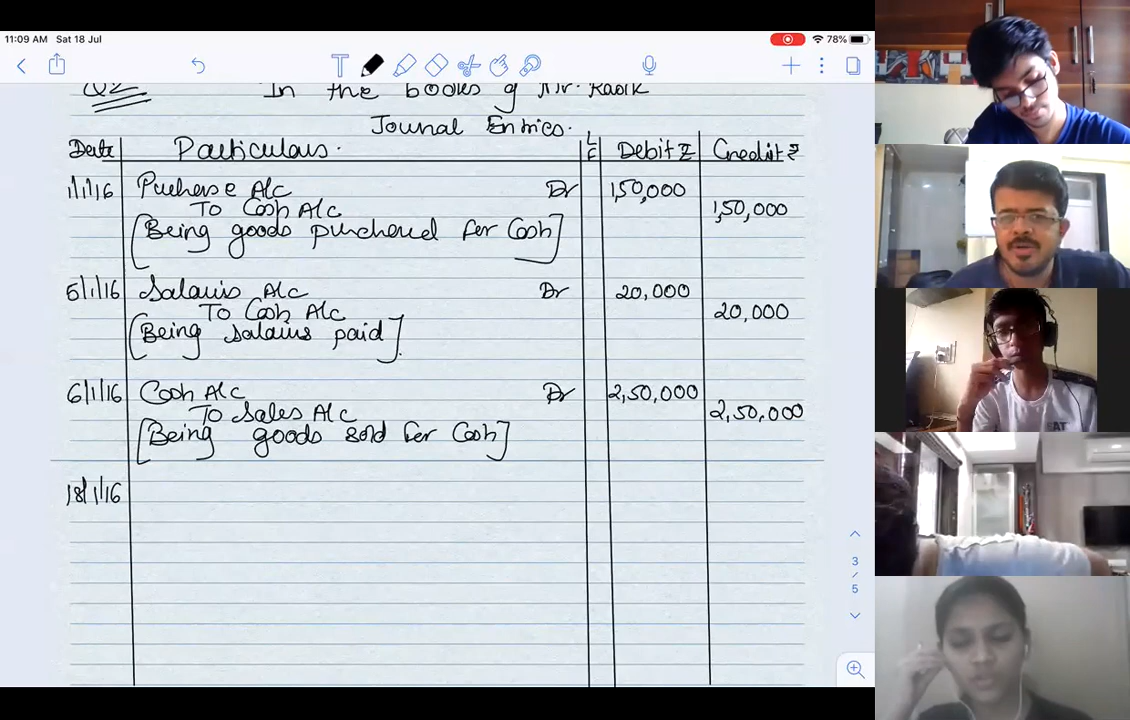 11:09 AM Sat 18 Jul
78%
T
Q2 In the books of Mr.
Journal Entries.
Date Particulars. LF Debit ₹ Credit ₹
1/1/16 Purchase A/c Dr 1,50,000
To Cash A/c 1,50,000
[Being goods purchased for Cash]
5/1/16 Salaries A/c Dr 20,000
To Cash A/c 20,000
[Being Salaries paid].
6/1/16 Cash A/c Dr 2,50,000
To Sales A/c 2,50,000
[Being goods sold for Cash]
18/1/16
3
/
5